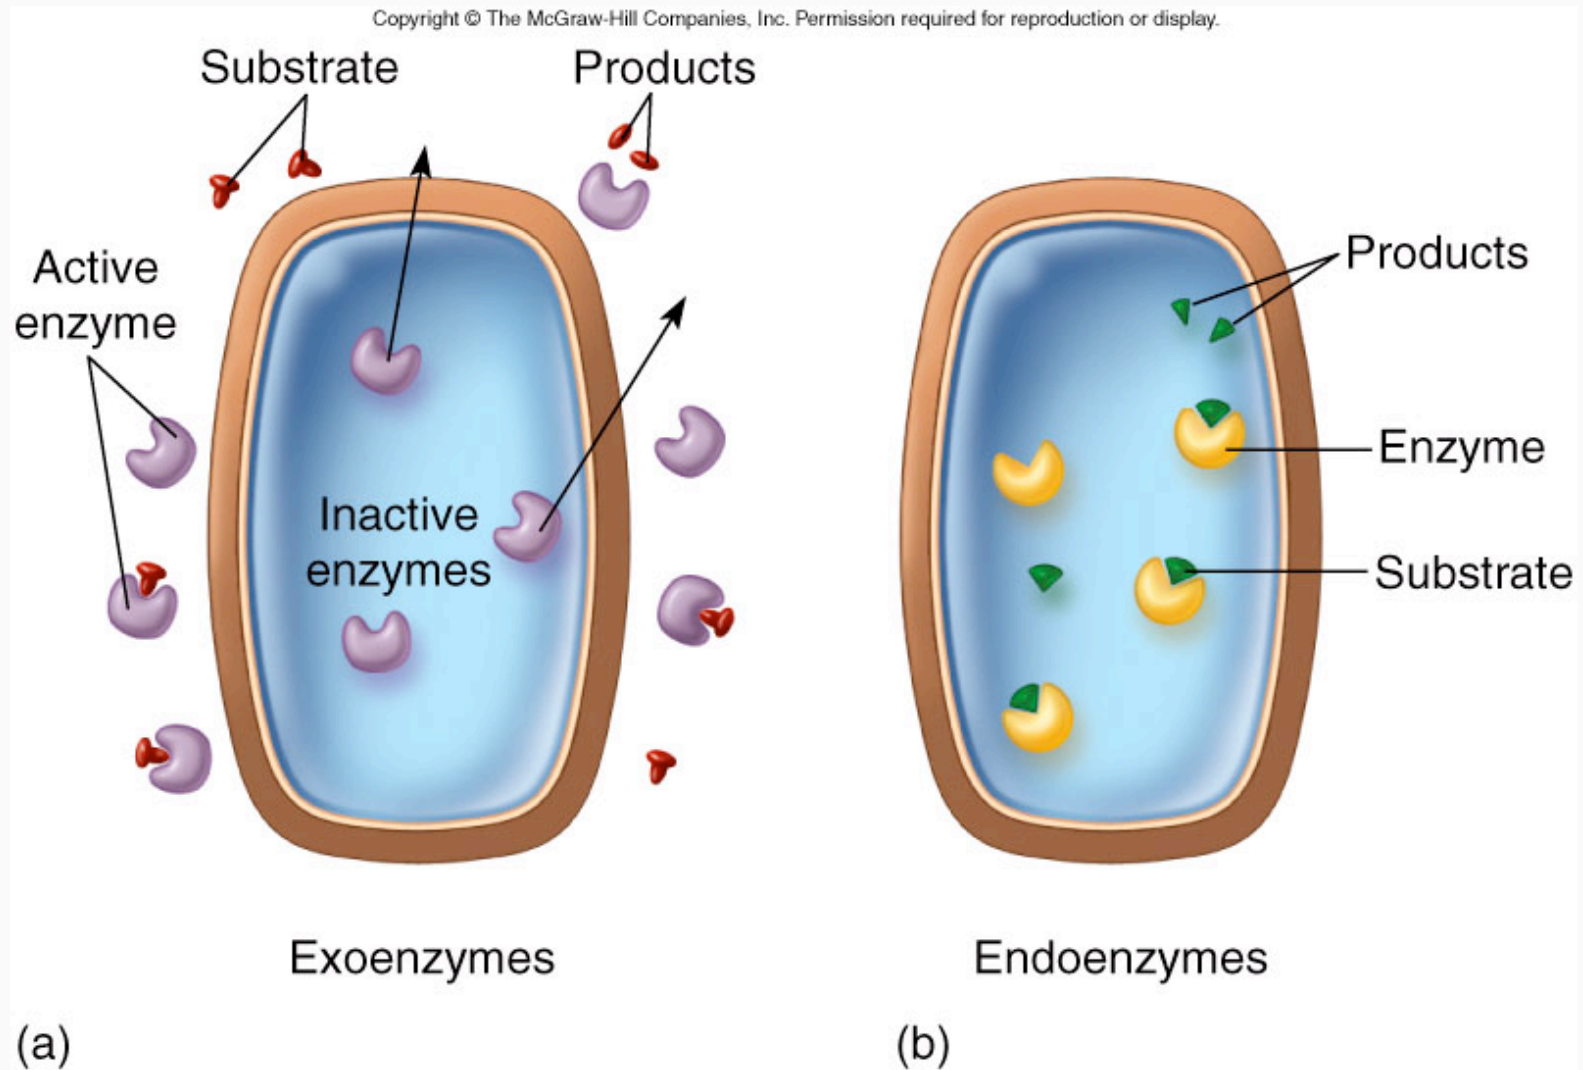 Copyright © The McGraw-Hill Companies, Inc. Permission required for reproduction or display.
Substrate
Products
Active
enzyme
Inactive
enzymes
Exoenzymes
(a)
Products
Enzyme
Substrate
Endoenzymes
(b)